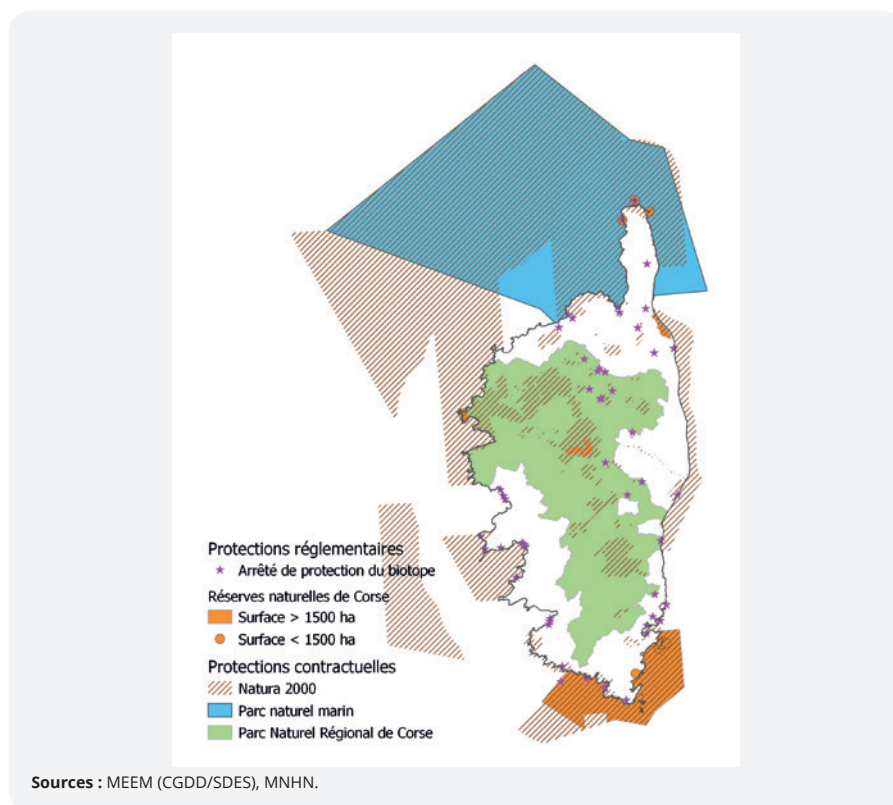 Protections réglementaires
Arrêté de protection du biotope
Réserves naturelles de Corse
Surface > 1500 ha
Surface < 1500 ha
Protections contractuelles
Natura 2000
Parc naturel marin
Parc Naturel Régional de Corse
Sources : MEEM (CGDD/SDES), MNHN.